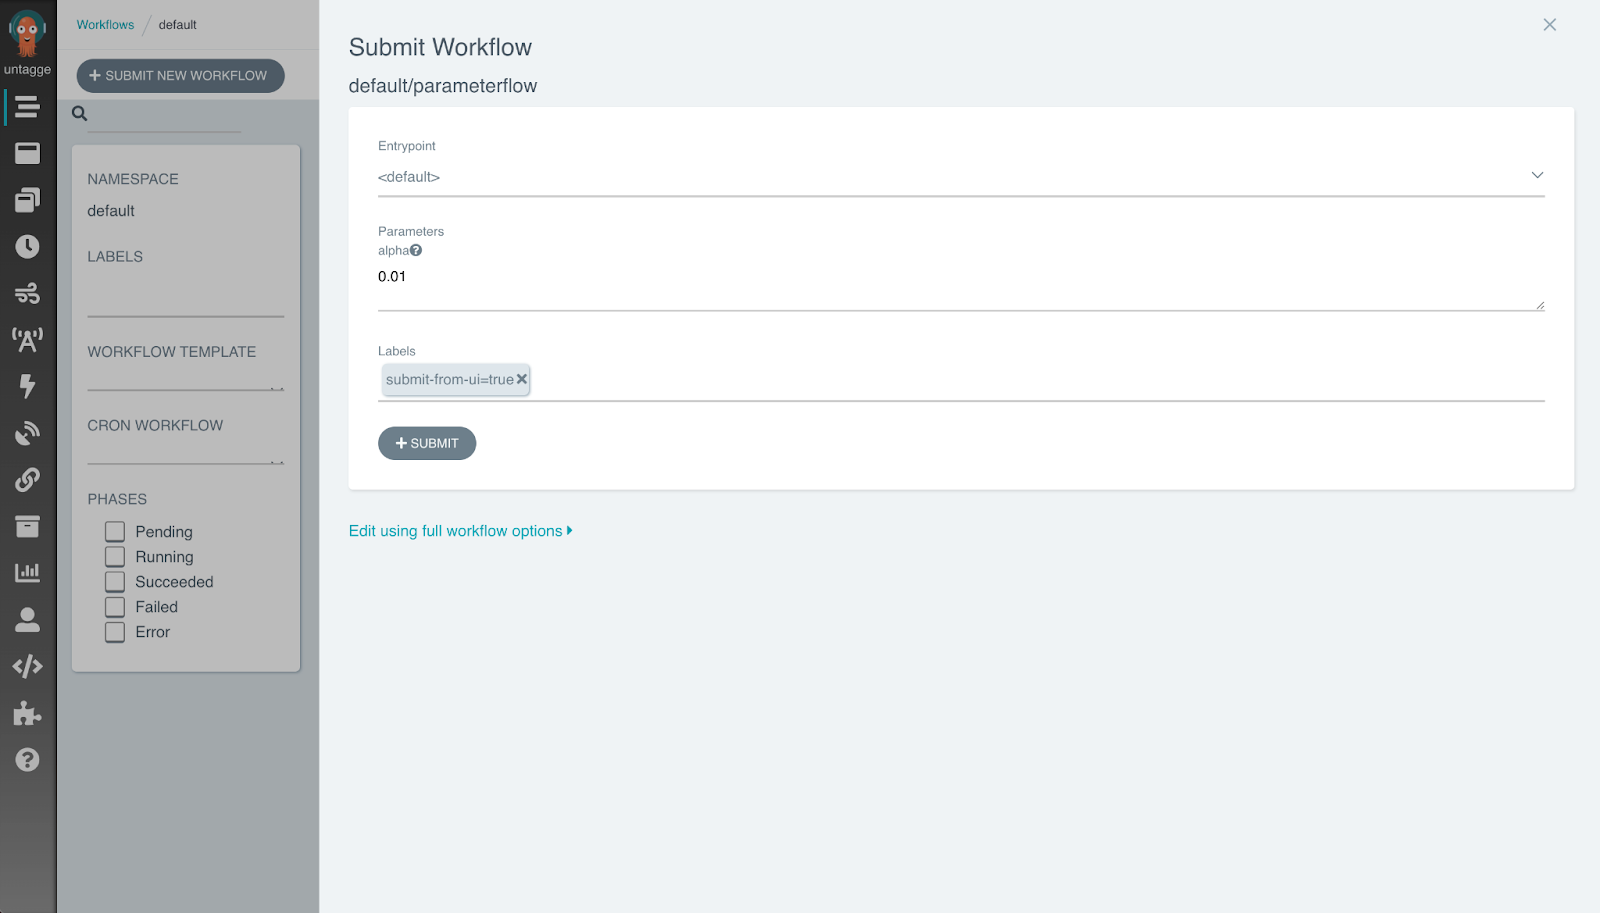 untagge
Workflows / default
SUBMIT NEW WORKFLOW
NAMESPACE
default
LABELS
WORKFLOW TEMPLATE
CRON WORKFLOW
PHASES
Pending
Running
Succeeded
Failed
Error
Submit Workflow
default/parameterflow
Entrypoint
<default>
Parameters
alpha
0.01
Labels
submit-from-ui=true
SUBMIT
Edit using full workflow options